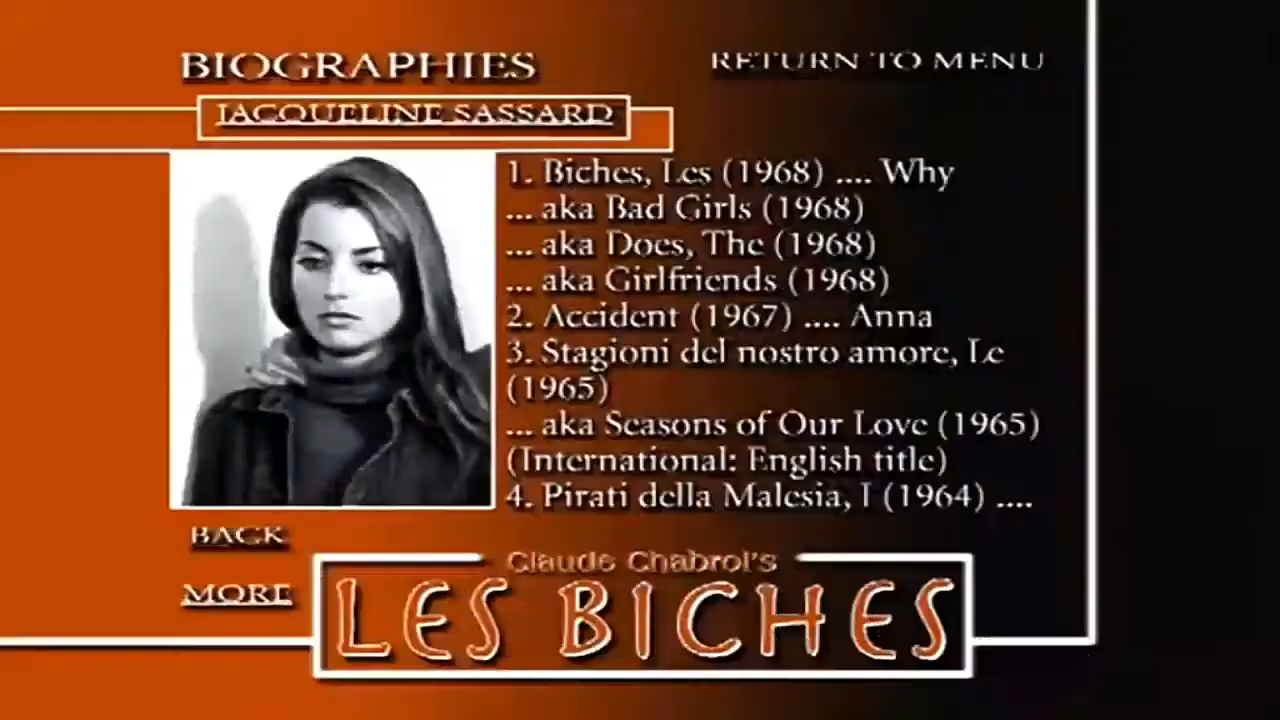 BIOGRAPHIES
RETURN TO MENU
JACQUELINE SASSARD
1. Biches, Les (1968) .... Why
... aka Bad Girls (1968)
... aka Does, The (1968)
... aka Girlfriends (1968)
2. Accident (1967) .... Anna
3. Stagioni del nostro amore, Le
(1965)
... aka Seasons of Our Love (1965)
(International: English title)
4. Pirati della Malesia, I (1964) ....
BACK
MORE
Claude Chabrol's
LES BICHES